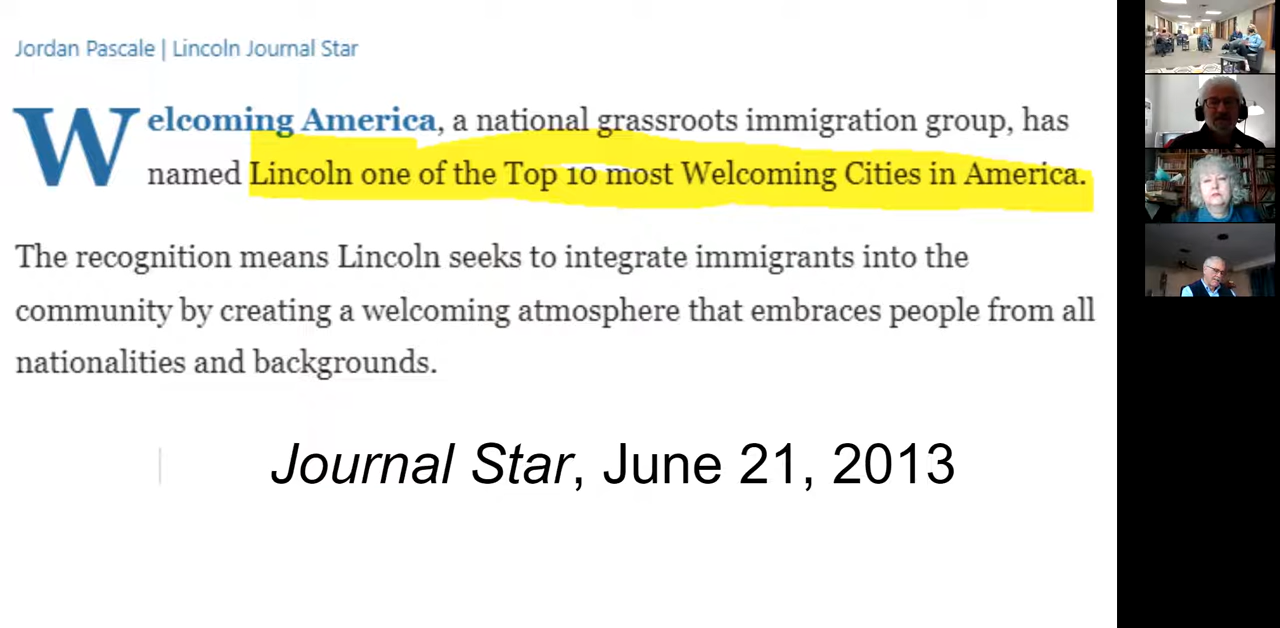 Jordan Pascale | Lincoln Journal Star
Welcoming America, a national grassroots immigration group, has
named Lincoln one of the Top 10 most Welcoming Cities in America.
The recognition means Lincoln seeks to integrate immigrants into the
community by creating a welcoming atmosphere that embraces people from all
nationalities and backgrounds.
Journal Star, June 21, 2013